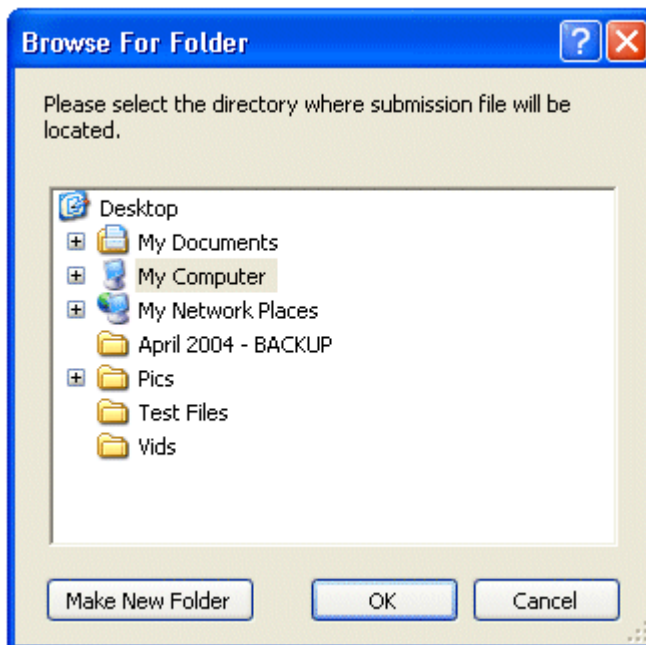 Browse For Folder
Please select the directory where submission file will be
located.
Desktop
My Documents
My Computer
My Network Places
April 2004 - BACKUP
Pics
Test Files
Vids
Make New Folder OK Cancel